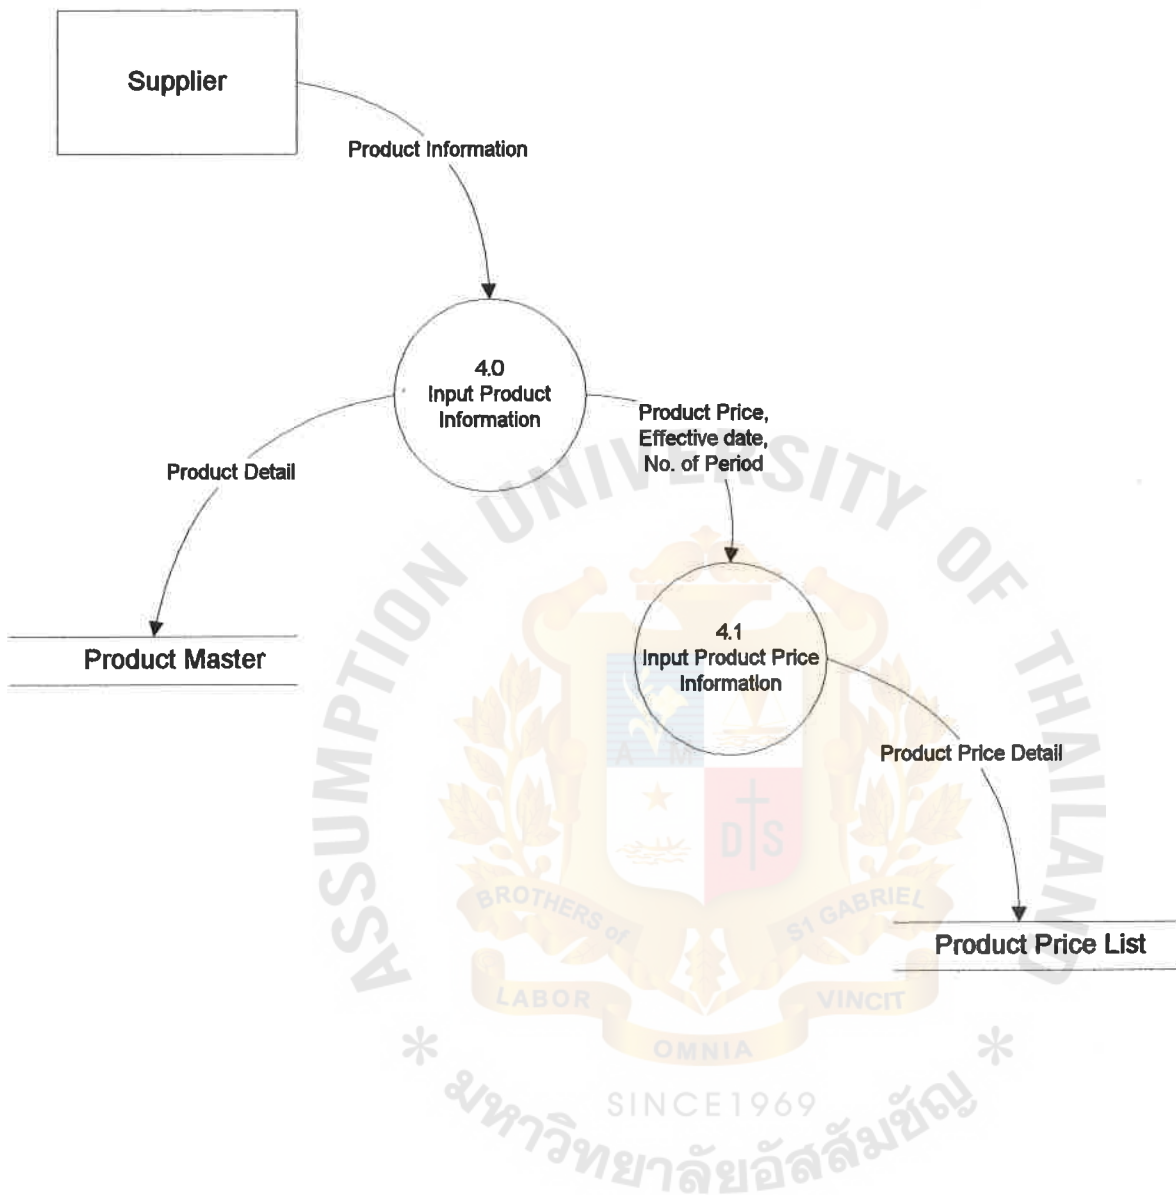 Supplier
Product Information
4.0
Input Product
Information
Product Price,
Effective date,
No. of Period
Product Detail
4.1
Input Product Price
Information
Product Master
Product Price Detail
Product Price List
ASSUMPTION UNIVERSITY OF THAILAND
A M
D S
BROTHERS of
S1 GABRIEL
LABOR
VINCIT
OMNIA
SINCE1969
* มหาวิทยาลัยอัสสัมชัญ *